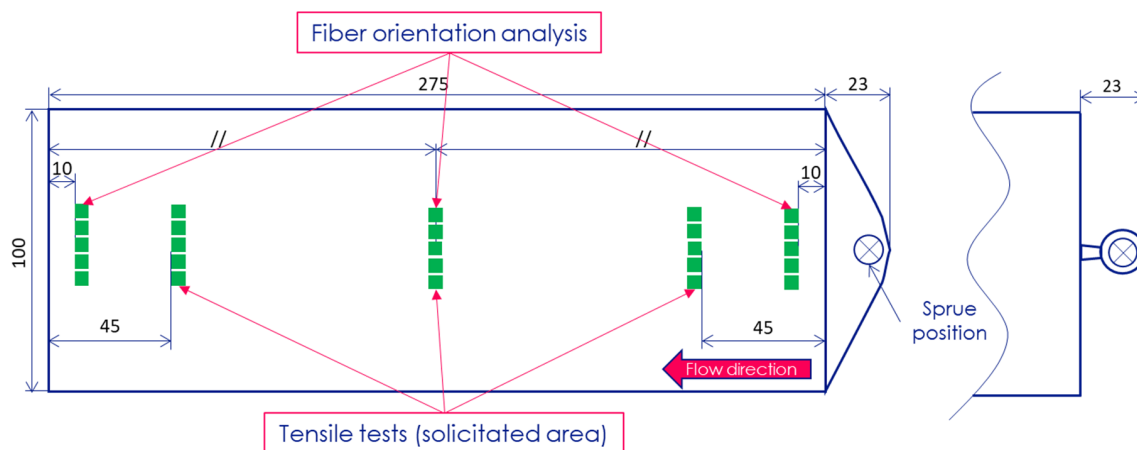 Fiber orientation analysis
275
23
23
//
//
10
10
100
45
45
Sprue
position
Flow direction
Tensile tests (solicitated area)